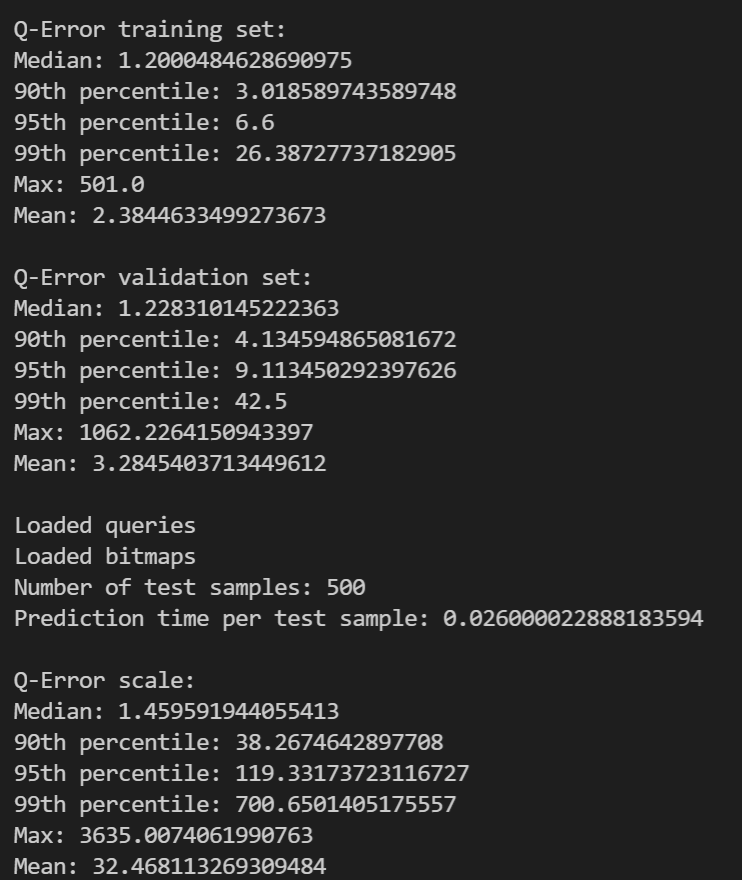 Q-Error training set:
Median: 1.2000484628690975
90th percentile: 3.018589743589748
95th percentile: 6.6
99th percentile: 26.38727737182905
Max: 501.0
Mean: 2.3844633499273673
Q-Error validation set:
Median: 1.228310145222363
90th percentile: 4.134594865081672
95th percentile: 9.113450292397626
99th percentile: 42.5
Max: 1062.2264150943397
Mean: 3.2845403713449612
Loaded queries
Loaded bitmaps
Number of test samples: 500
Prediction time per test sample: 0.026000022888183594
Q-Error scale:
Median: 1.459591944055413
90th percentile: 38.2674642897708
95th percentile: 119.33173723116727
99th percentile: 700.6501405175557
Max: 3635.0074061990763
Mean: 32.468113269309484